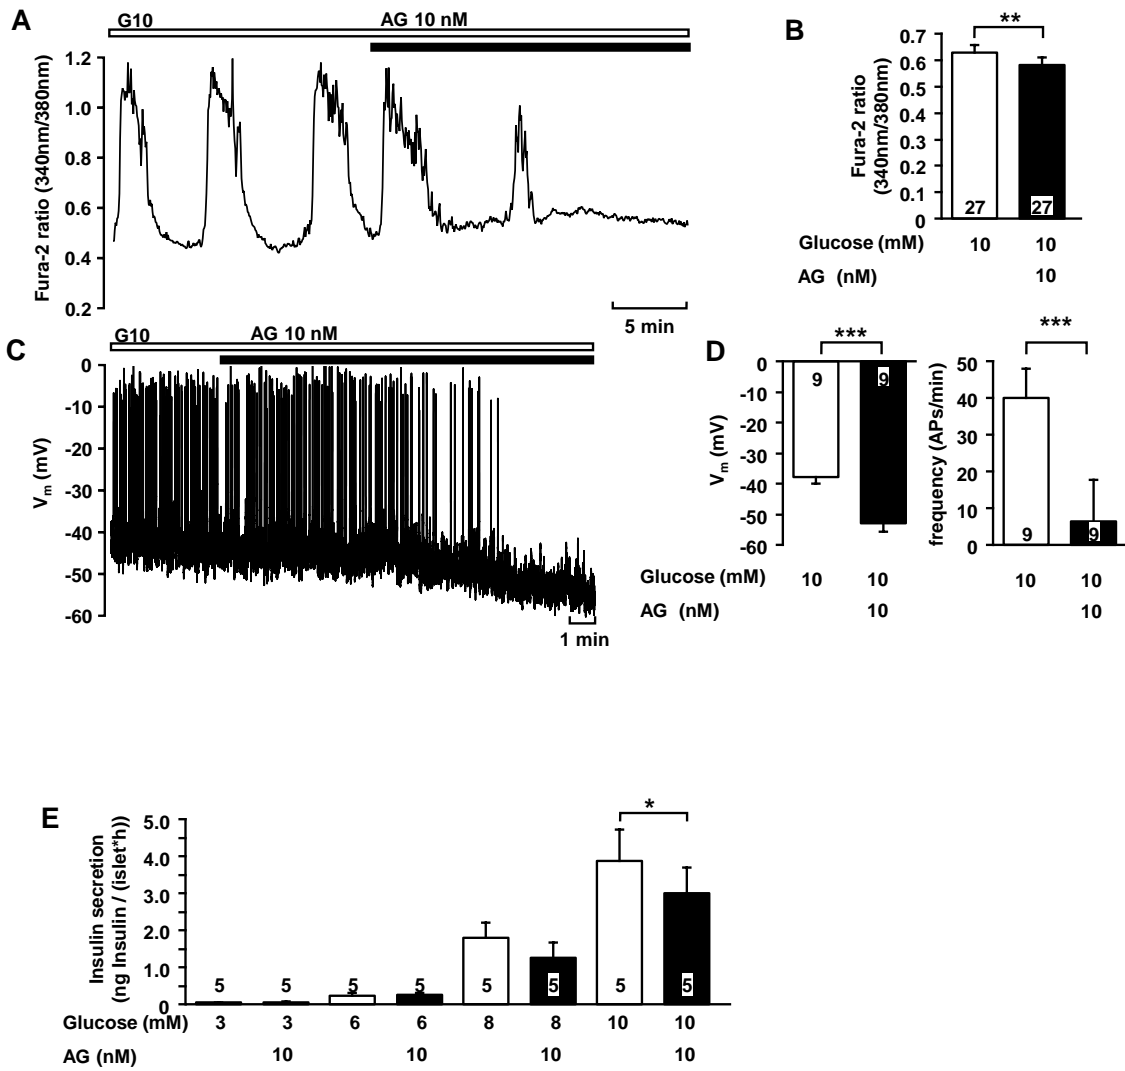 A
G10
AG 10 nM
Fura-2 ratio (340nm/380nm)
1.2
1.0
1.2
0.6
0.4
0.2
5 min
B
**
Fura-2 ratio
(340nm/380nm)
0.7
0.6
0.5
0.4
0.3
0.2
0.1
0
27
27
Glucose (mM) 10 10
AG (nM) 10
C
G10
AG 10 nM
V m (mV)
0
-10
-20
-30
-40
-50
-60
1 min
D
***
V m (mV)
0
-10
-20
-30
-40
-50
-60
9
9
***
frequency (APs/min)
50
40
30
20
10
0
9
9
Glucose (mM) 10 10 10 10
AG (nM) 10 10
E
*
Insulin secretion
(ng Insulin / (islet*h))
5.0
4.0
3.0
2.0
1.0
0
5 5 5 5 5 5 5 5
Glucose (mM) 3 3 6 6 8 8 10 10
AG (nM) 10 10 10 10